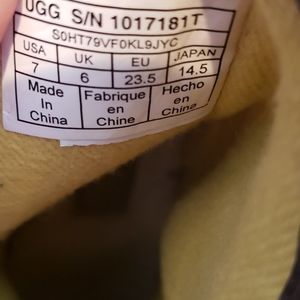 UGG S/N 1017181T
S0HT79VF0KL9JYC
USA UK EU JAPAN
7 6 23.5 14.5
Made In China Fabrique en Chine Hecho en China